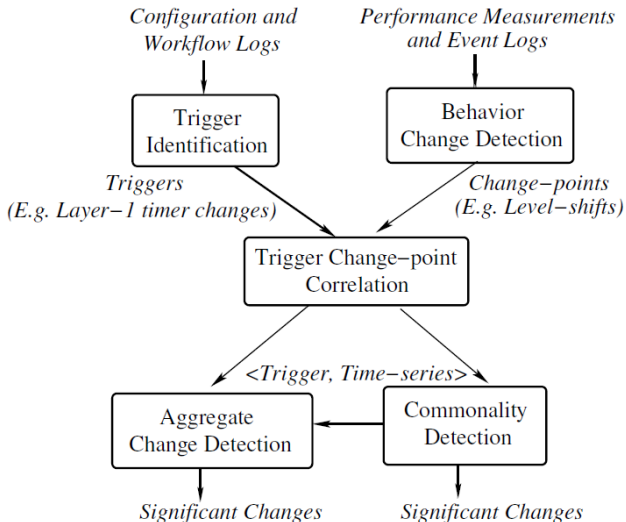 Configuration and
Workflow Logs
Performance Measurements
and Event Logs
Trigger
Identification
Behavior
Change Detection
Triggers
(E.g. Layer−1 timer changes)
Change−points
(E.g. Level−shifts)
Trigger Change−point
Correlation
<Trigger, Time−series>
Aggregate
Change Detection
Commonality
Detection
Significant Changes
Significant Changes